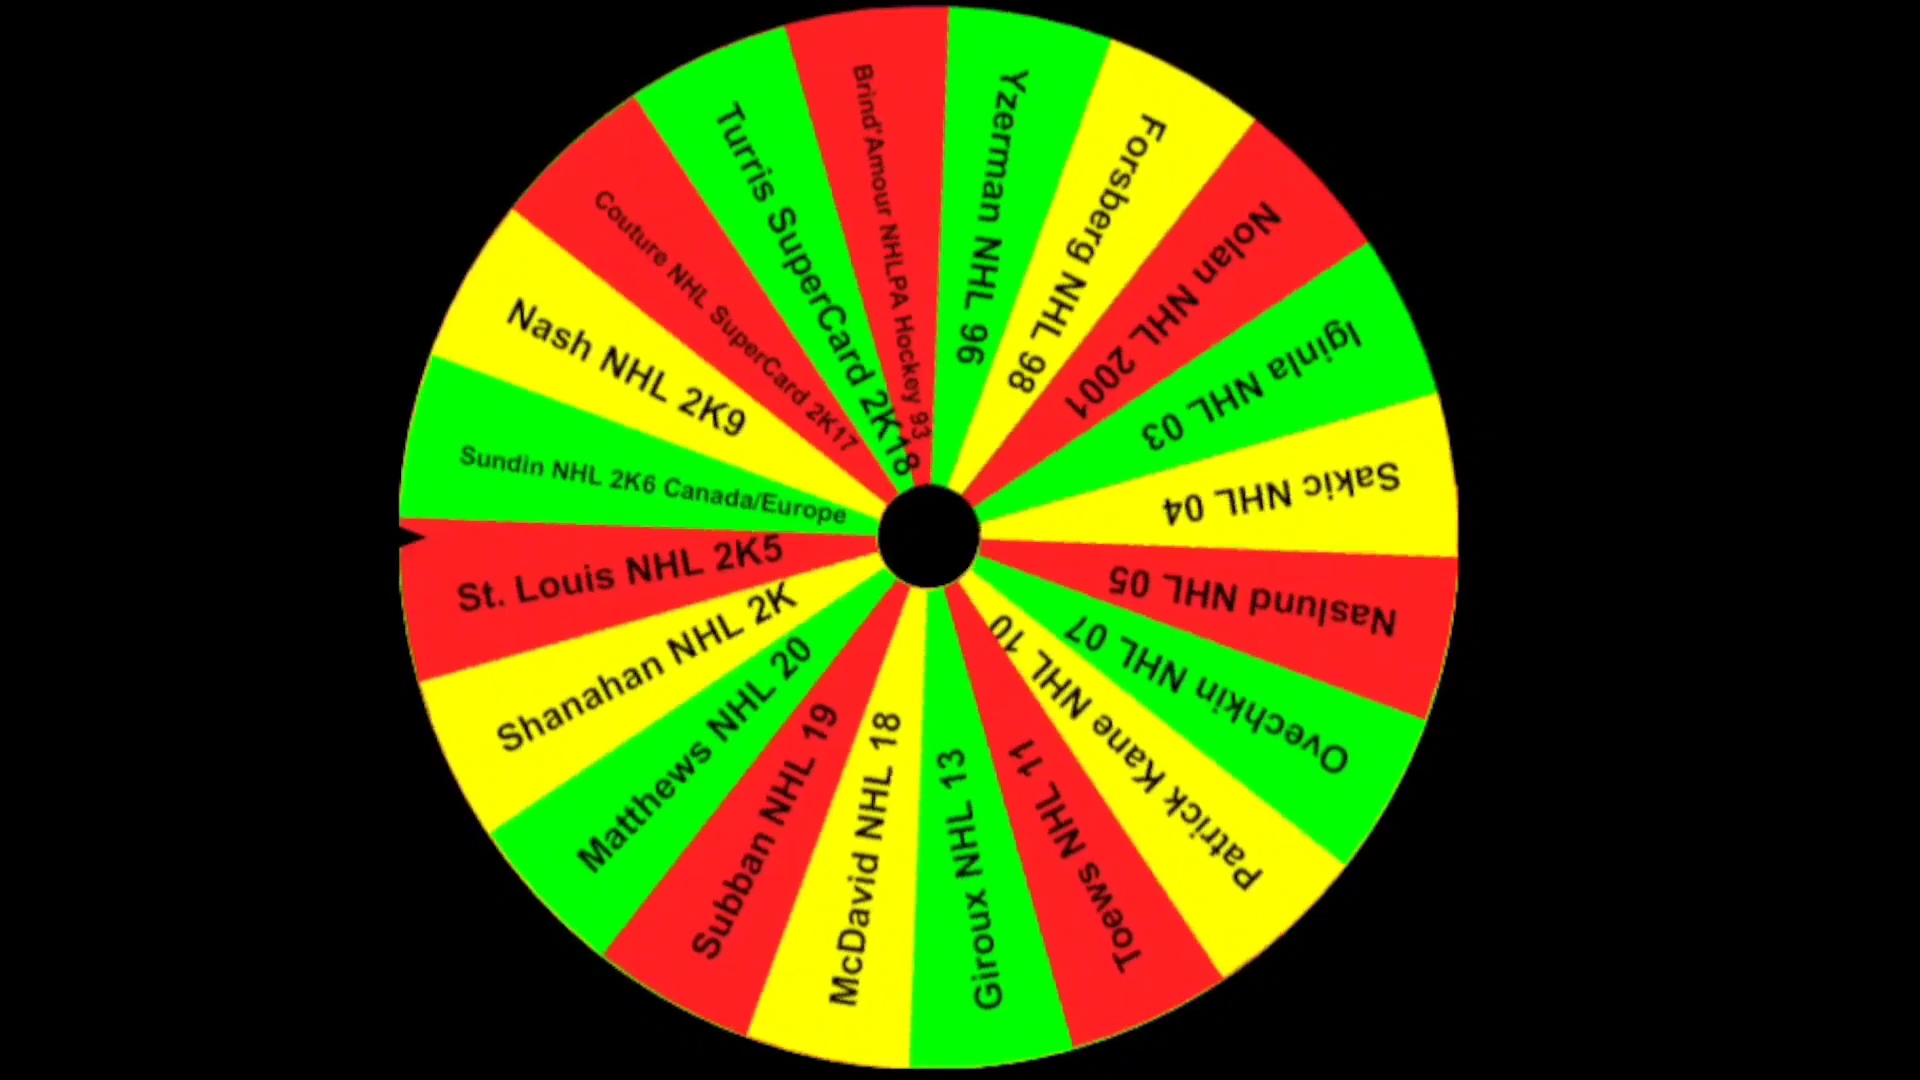 Brind'Amour NHLPA Hockey 93
Yzerman NHL 96
Forsberg NHL 98
Nolan NHL 2001
Iginla NHL 03
Sakic NHL 04
Naslund NHL 05
Ovechkin NHL 07
Patrick Kane NHL 10
Toews NHL 11
Giroux NHL 13
McDavid NHL 18
Subban NHL 19
Matthews NHL 20
Shanahan NHL 2K
St. Louis NHL 2K5
Sundin NHL 2K6 Canada/Europe
Nash NHL 2K9
Couture NHL SuperCard 2K17
Turris SuperCard 2K18